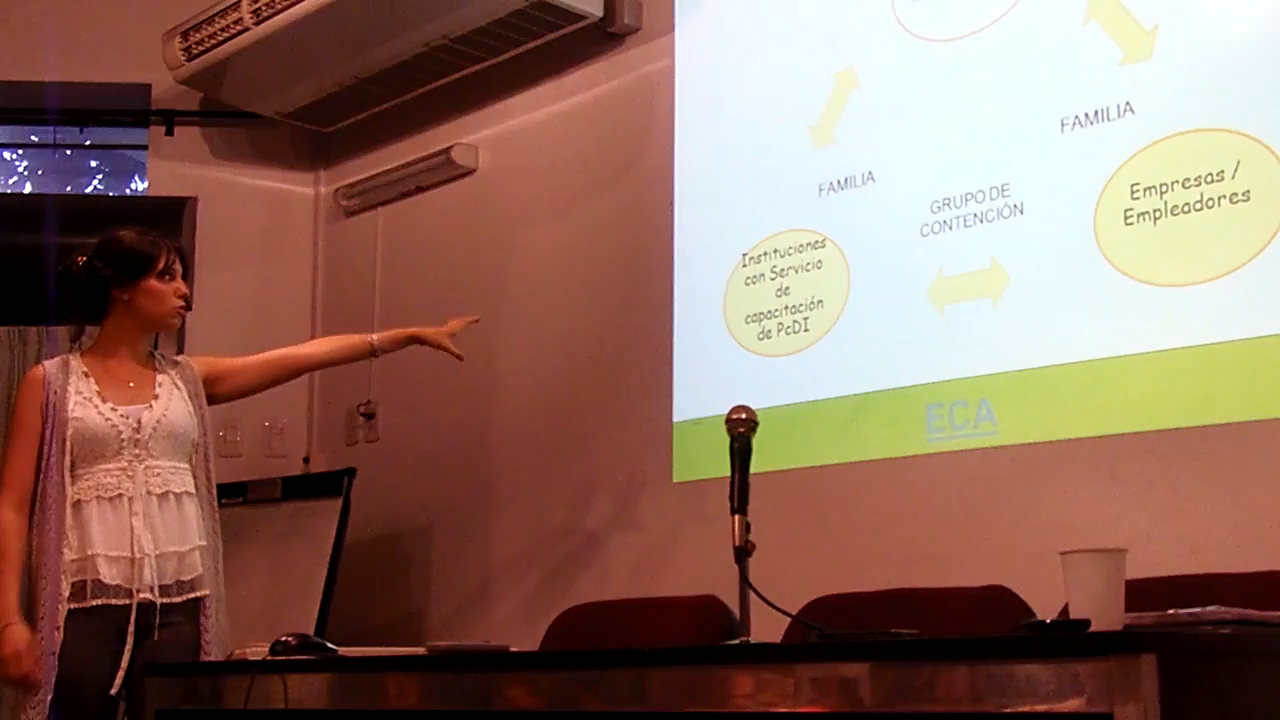 FAMILIA
FAMILIA
GRUPO DE
CONTENCIÓN
Empresas /
Empleadores
Instituciones
con Servicio
de
capacitación
de PcDI
ECA